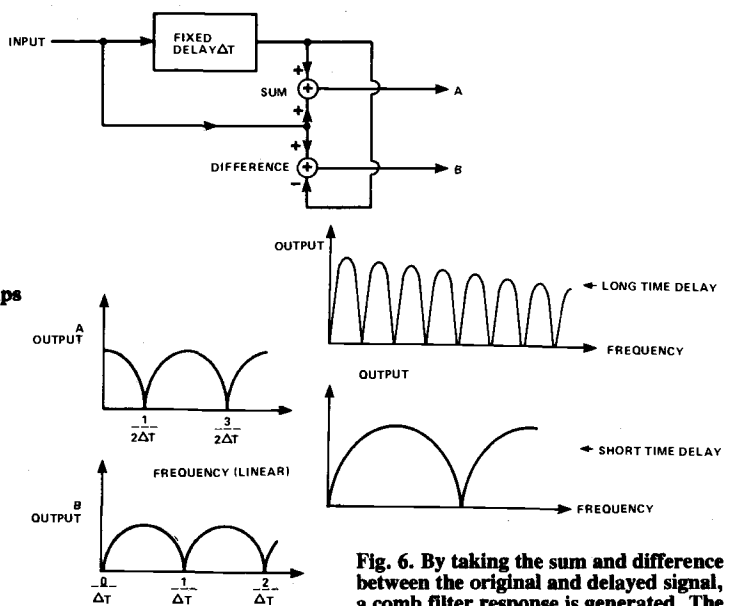 INPUT
FIXED
DELAY ΔT
+
SUM
+
A
+
+
DIFFERENCE
+
−
B
ps
OUTPUT
LONG TIME DELAY
FREQUENCY
A
OUTPUT
1
2ΔT
3
2ΔT
FREQUENCY (LINEAR)
OUTPUT
SHORT TIME DELAY
FREQUENCY
B
OUTPUT
0
ΔT
1
ΔT
2
ΔT
Fig. 6. By taking the sum and difference
between the original and delayed signal,
a comb filter response is generated. The